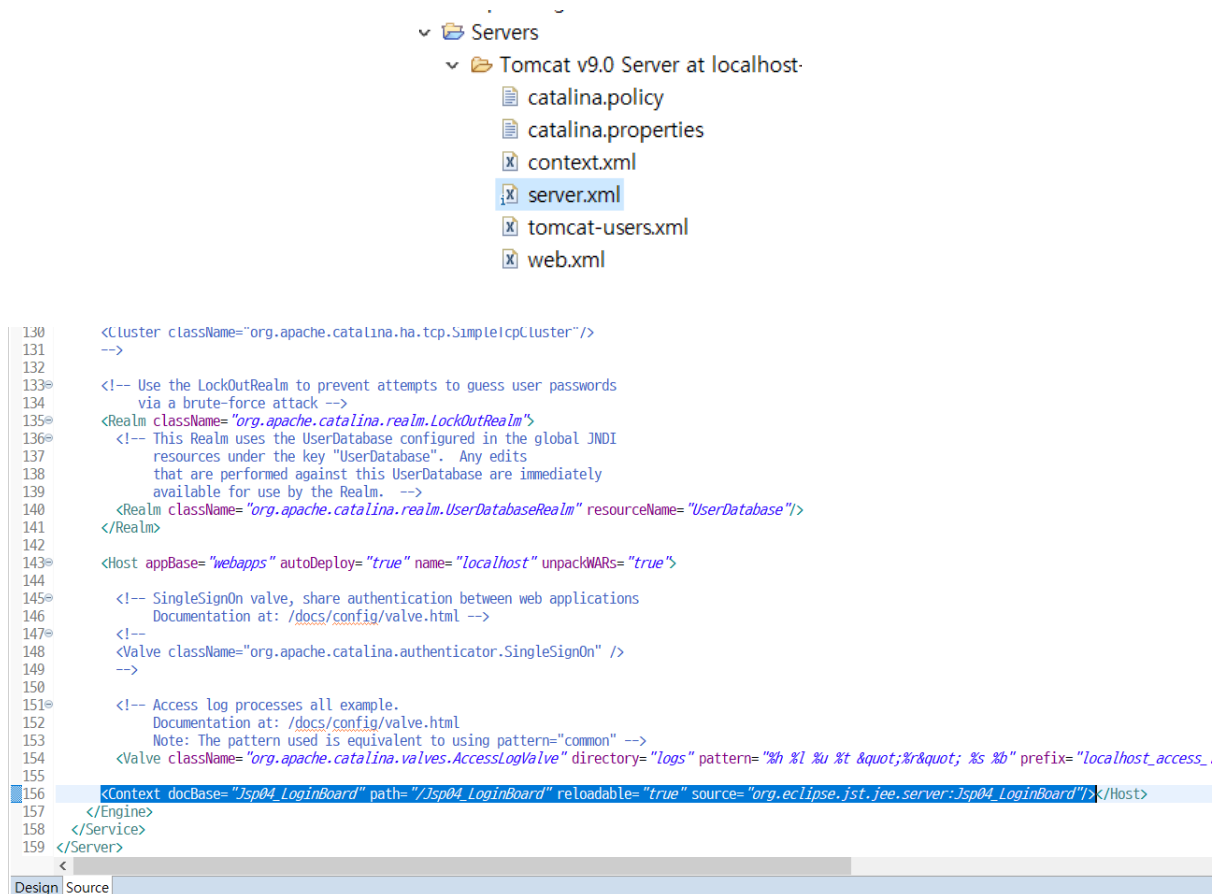 Servers
Tomcat v9.0 Server at localhost-
catalina.policy
catalina.properties
context.xml
server.xml
tomcat-users.xml
web.xml
130 <Cluster className="org.apache.catalina.ha.tcp.SimpleTcpCluster"/>
131 -->
132
133 <!-- Use the LockOutRealm to prevent attempts to guess user passwords
134 via a brute-force attack -->
135 <Realm className="org.apache.catalina.realm.LockOutRealm">
136 <!-- This Realm uses the UserDatabase configured in the global JNDI
137 resources under the key "UserDatabase".  Any edits
138 that are performed against this UserDatabase are immediately
139 available for use by the Realm.  -->
140 <Realm className="org.apache.catalina.realm.UserDatabaseRealm" resourceName="UserDatabase"/>
141 </Realm>
142
143 <Host appBase="webapps" autoDeploy="true" name="localhost" unpackWARs="true">
144
145 <!-- SingleSignOn valve, share authentication between web applications
146 Documentation at: /docs/config/valve.html -->
147 <!--
148 <Valve className="org.apache.catalina.authenticator.SingleSignOn" />
149 -->
150
151 <!-- Access log processes all example.
152 Documentation at: /docs/config/valve.html
153 Note: The pattern used is equivalent to using pattern="common" -->
154 <Valve className="org.apache.catalina.valves.AccessLogValve" directory="logs" pattern="%h %l %u %t &quot;%r&quot; %s %b" prefix="localhost_access_
155
156 <Context docBase="Jsp04_LoginBoard" path="/Jsp04_LoginBoard" reloadable="true" source="org.eclipse.jst.jee.server:Jsp04_LoginBoard"/></Host>
157 </Engine>
158 </Service>
159 </Server>
Design Source